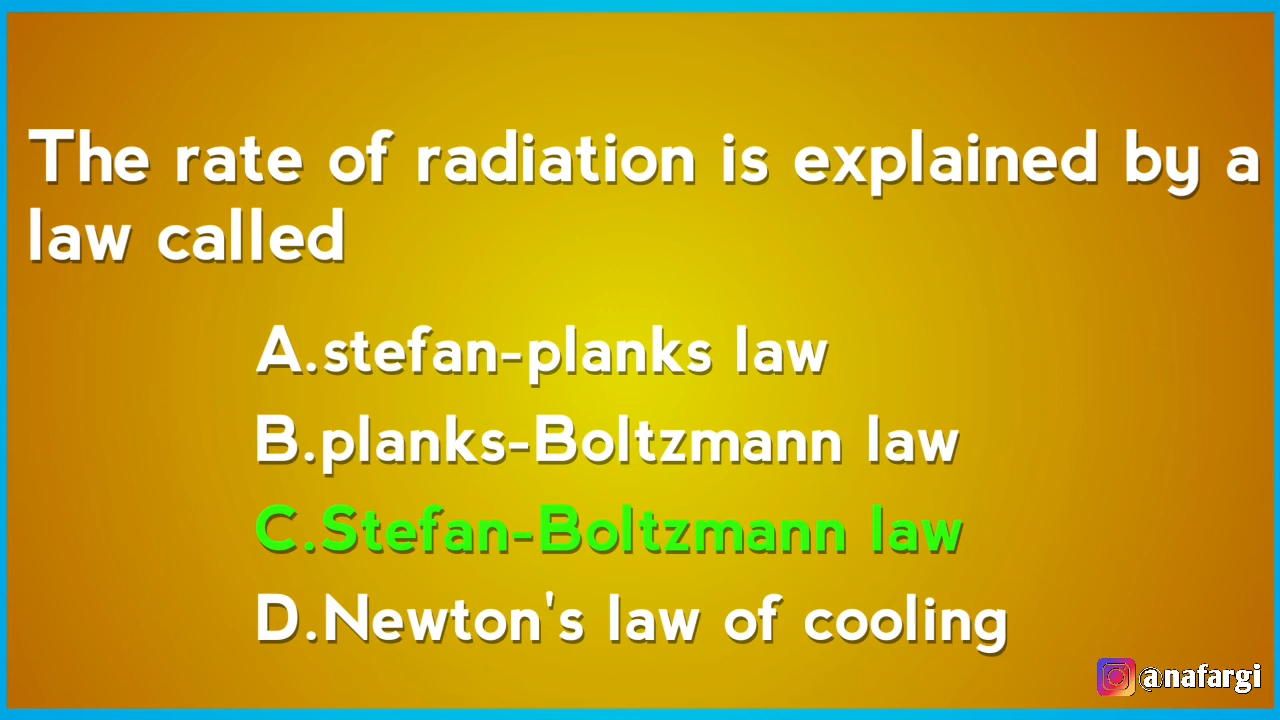 The rate of radiation is explained by a
law called
A.stefan-planks law
B.planks-Boltzmann law
C.Stefan-Boltzmann law
D.Newton's law of cooling
@nafargi